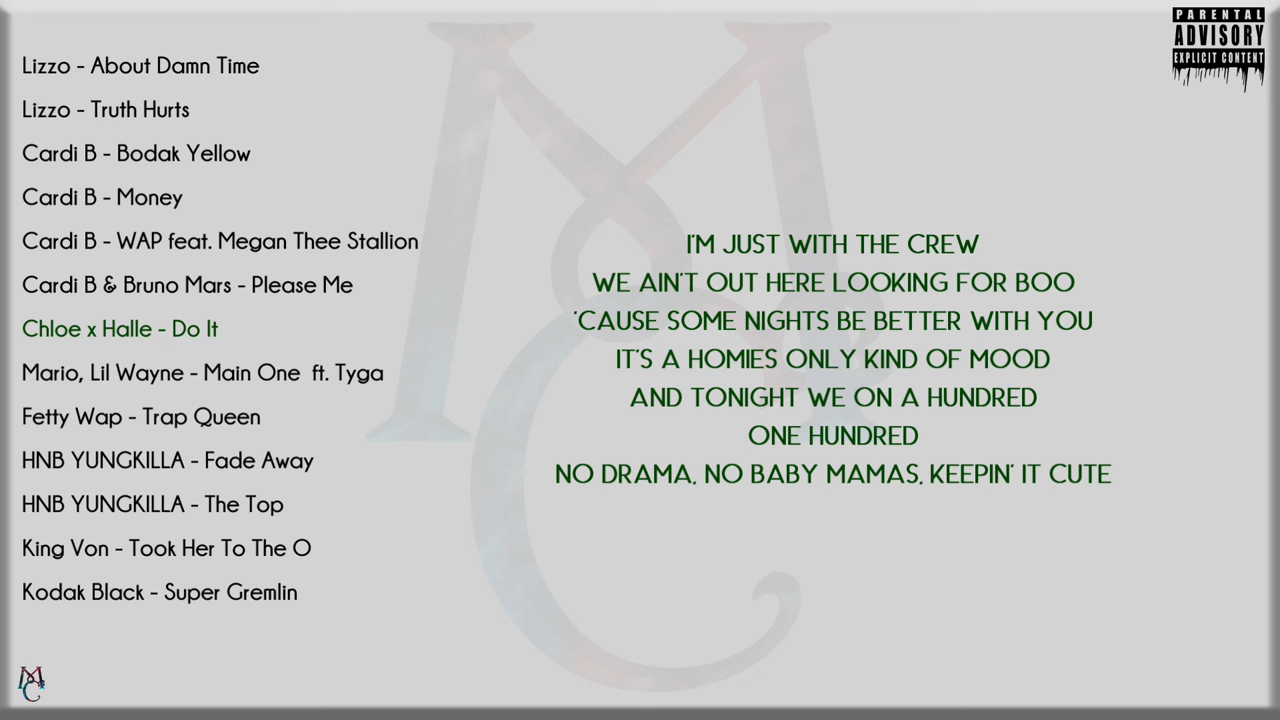 PARENTAL
ADVISORY
EXPLICIT CONTENT
Lizzo - About Damn Time
Lizzo - Truth Hurts
Cardi B - Bodak Yellow
Cardi B - Money
Cardi B - WAP feat. Megan Thee Stallion
Cardi B & Bruno Mars - Please Me
Chloe x Halle - Do It
Mario, Lil Wayne - Main One  ft. Tyga
Fetty Wap - Trap Queen
HNB YUNGKILLA - Fade Away
HNB YUNGKILLA - The Top
King Von - Took Her To The O
Kodak Black - Super Gremlin
I'M JUST WITH THE CREW
WE AIN'T OUT HERE LOOKING FOR BOO
'CAUSE SOME NIGHTS BE BETTER WITH YOU
IT'S A HOMIES ONLY KIND OF MOOD
AND TONIGHT WE ON A HUNDRED
ONE HUNDRED
NO DRAMA, NO BABY MAMAS, KEEPIN' IT CUTE
MC
MC